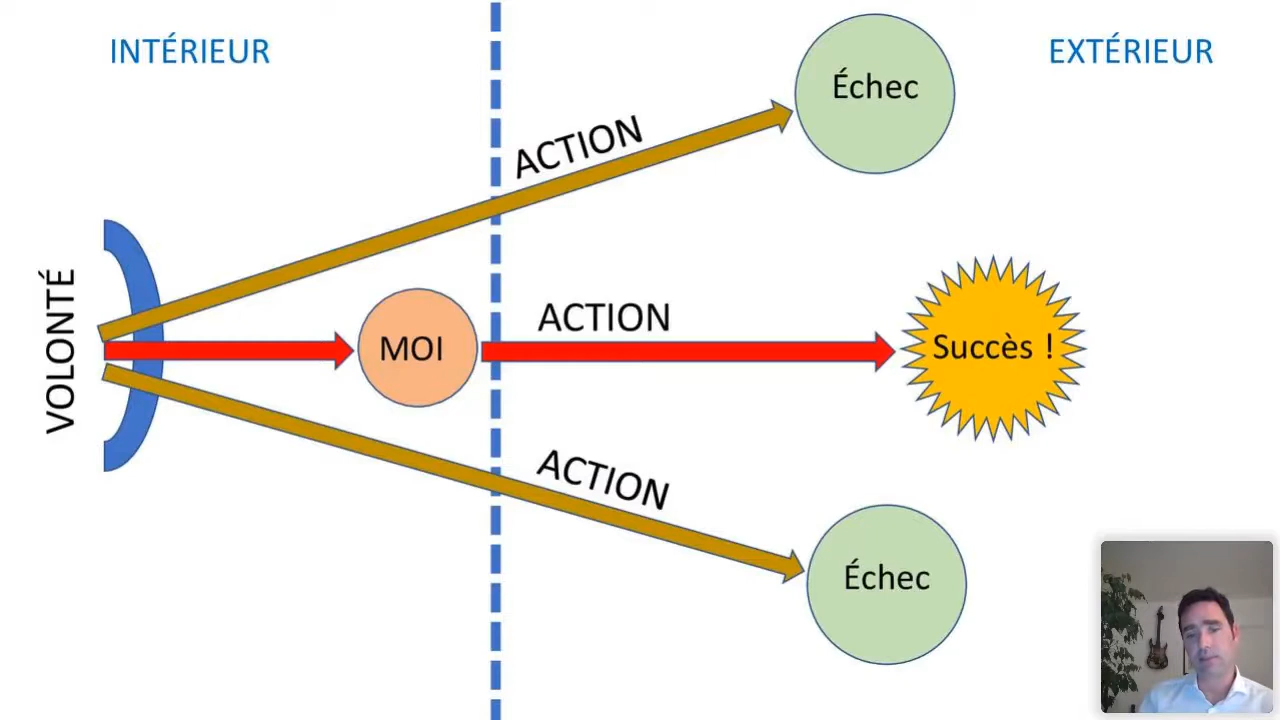 INTÉRIEUR
EXTÉRIEUR
Échec
ACTION
VOLONTÉ
MOI
ACTION
Succès !
ACTION
Échec